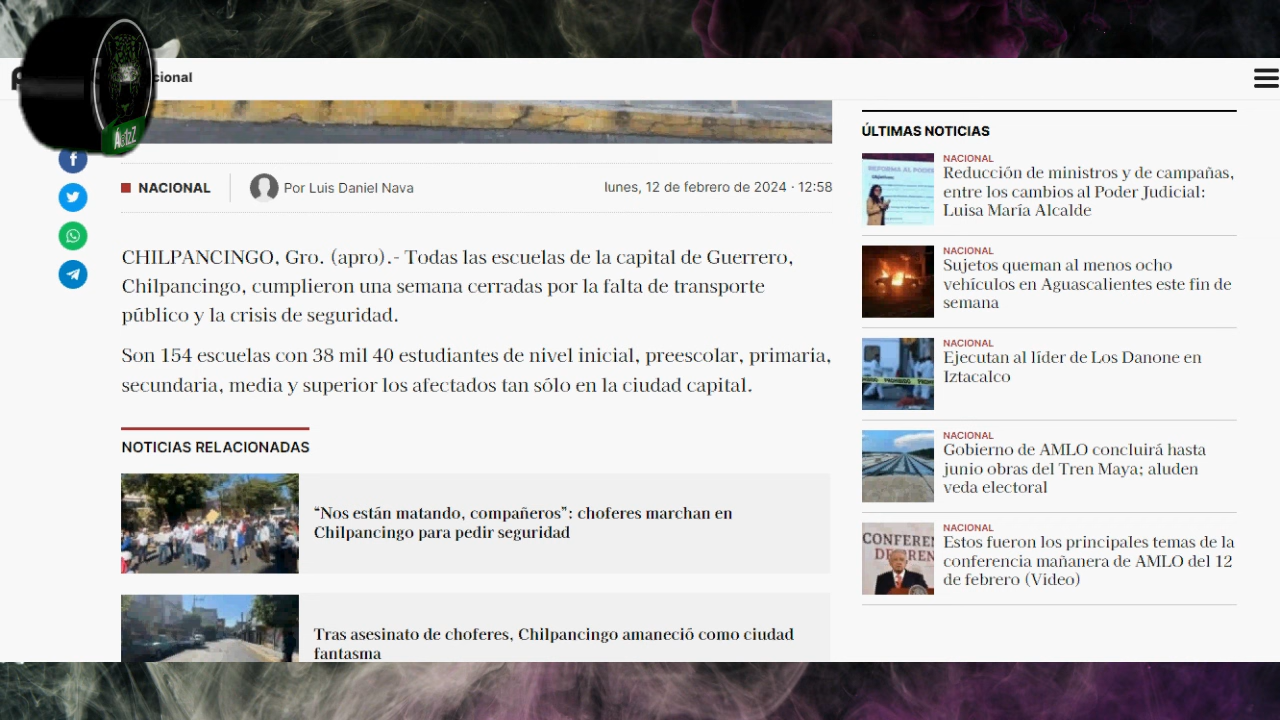 cional
NACIONAL
Por Luis Daniel Nava
lunes, 12 de febrero de 2024 · 12:58
CHILPANCINGO, Gro. (apro).- Todas las escuelas de la capital de Guerrero,
Chilpancingo, cumplieron una semana cerradas por la falta de transporte
público y la crisis de seguridad.
Son 154 escuelas con 38 mil 40 estudiantes de nivel inicial, preescolar, primaria,
secundaria, media y superior los afectados tan sólo en la ciudad capital.
NOTICIAS RELACIONADAS
“Nos están matando, compañeros”: choferes marchan en
Chilpancingo para pedir seguridad
Tras asesinato de choferes, Chilpancingo amaneció como ciudad
fantasma
ÚLTIMAS NOTICIAS
NACIONAL
Reducción de ministros y de campañas,
entre los cambios al Poder Judicial:
Luisa María Alcalde
NACIONAL
Sujetos queman al menos ocho
vehículos en Aguascalientes este fin de
semana
NACIONAL
Ejecutan al líder de Los Danone en
Iztacalco
NACIONAL
Gobierno de AMLO concluirá hasta
junio obras del Tren Maya; aluden
veda electoral
NACIONAL
Estos fueron los principales temas de la
conferencia mañanera de AMLO del 12
de febrero (Video)